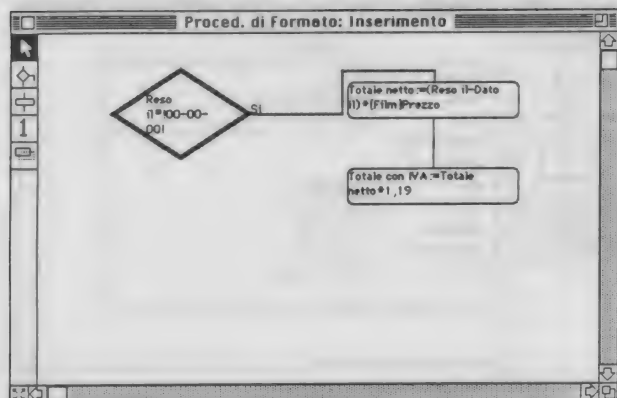 Proced. di Formato: Inserimento
1
Reso
il#!00-00-
00!
SI
Totale netto:=(Reso il-Dato
il)*[Film]Prezzo
Totale con IVA:=Totale
netto*1,19